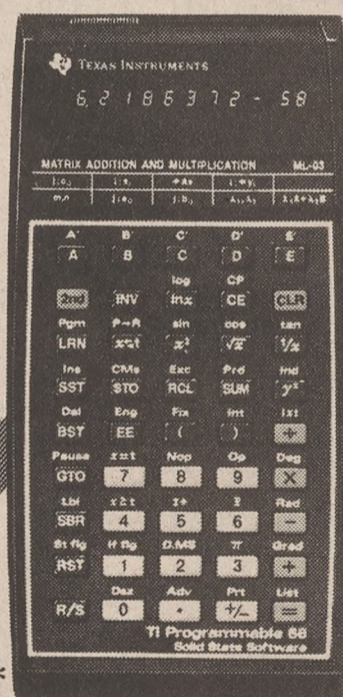 TEXAS INSTRUMENTS
6.2186372- 58
MATRIX ADDITION AND MULTIPLICATION ML-03
A' B' C' D' E'
A B C D E
log CP
2nd INV lnx CE CLR
Pgm P→R sin cos tan
LRN x⇄t x² √x 1/x
Ins CMs Exc Prd Ind
SST STO RCL SUM yˣ
Del Eng Fix Int |x|
BST EE ( ) ÷
Pause x=t Nop Op Deg
GTO 7 8 9 ×
Lbl x≥t Σ+ x̄ Rad
SBR 4 5 6 −
St flg If flg D.MS π Grad
RST 1 2 3 +
Adv Prt List
R/S 0 . +/− =
TI Programmable 58
Solid State Software